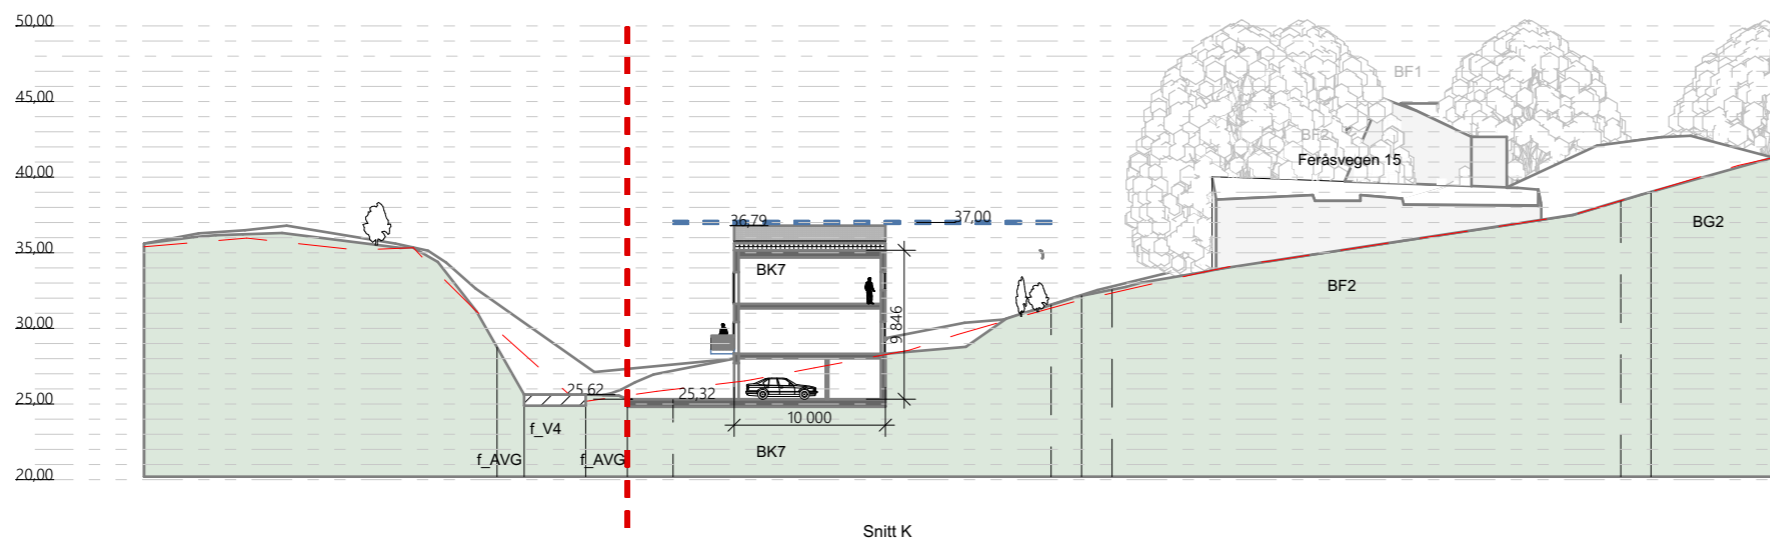 50,00
BF1
45,00
BF2
Feråsvegen 15
40,00
36,79
37,00
BG2
35,00
BK7
BF2
30,00
9 846
25,62
25,32
25,00
10 000
f_V4
BK7
f_AVG
f_AVG
20,00
Snitt K